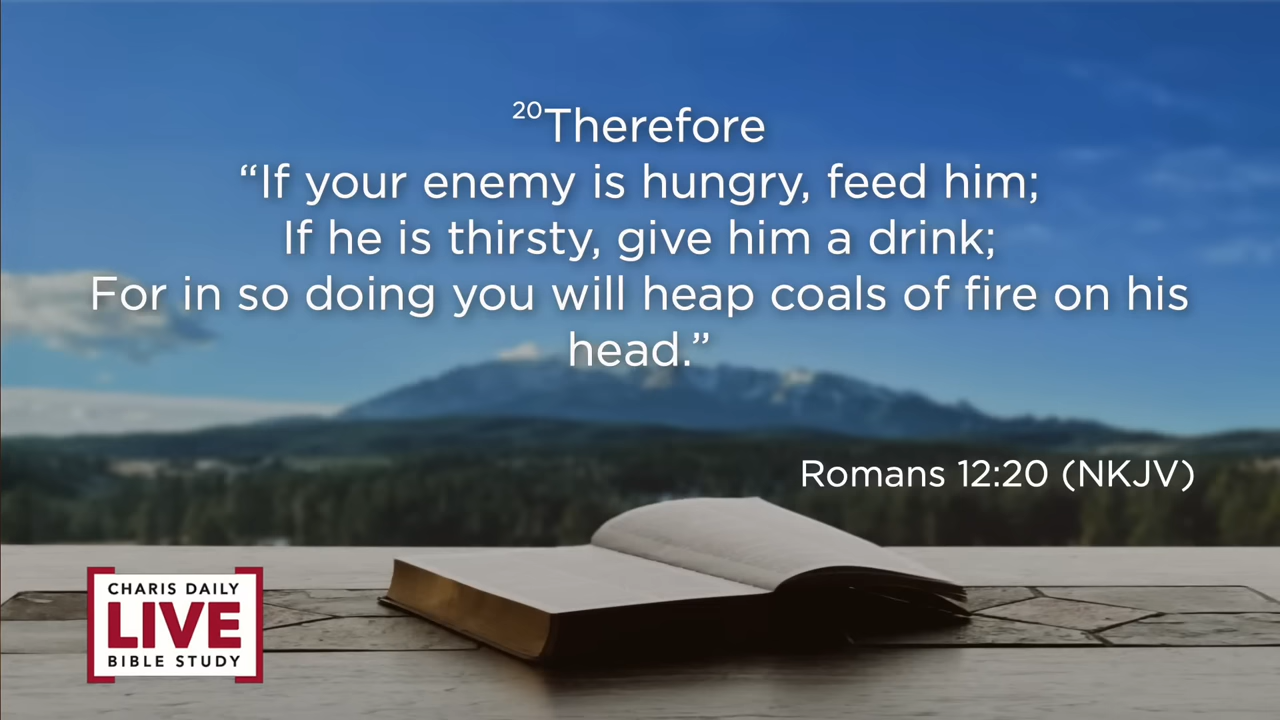 20Therefore
“If your enemy is hungry, feed him;
If he is thirsty, give him a drink;
For in so doing you will heap coals of fire on his
head.”
Romans 12:20 (NKJV)
CHARIS DAILY
LIVE
BIBLE STUDY